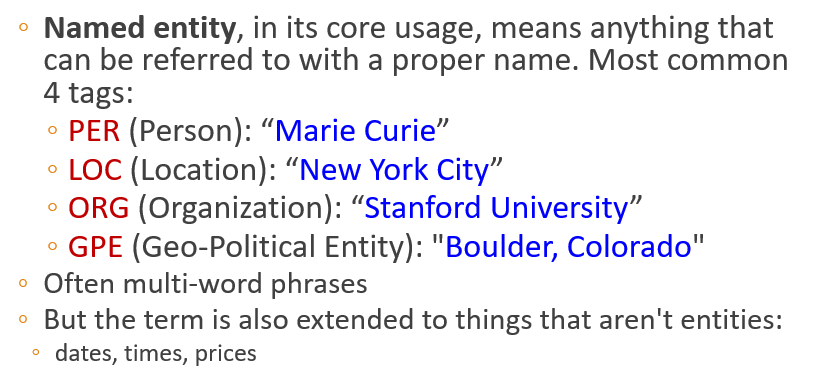 ◦ Named entity, in its core usage, means anything that
can be referred to with a proper name. Most common
4 tags:
◦ PER (Person): “Marie Curie”
◦ LOC (Location): “New York City”
◦ ORG (Organization): “Stanford University”
◦ GPE (Geo-Political Entity): "Boulder, Colorado"
◦ Often multi-word phrases
◦ But the term is also extended to things that aren't entities:
◦ dates, times, prices